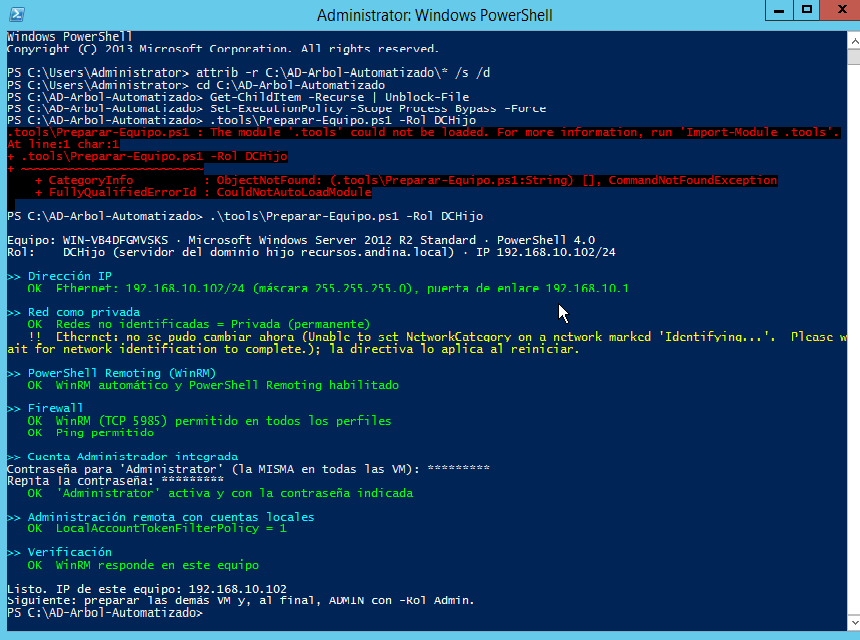 Administrator: Windows PowerShell
Windows PowerShell
Copyright (C) 2013 Microsoft Corporation. All rights reserved.
PS C:\Users\Administrator> attrib -r C:\AD-Arbol-Automatizado\* /s /d
PS C:\Users\Administrator> cd C:\AD-Arbol-Automatizado
PS C:\AD-Arbol-Automatizado> Get-ChildItem -Recurse | Unblock-File
PS C:\AD-Arbol-Automatizado> Set-ExecutionPolicy -Scope Process Bypass -Force
PS C:\AD-Arbol-Automatizado> .tools\Preparar-Equipo.ps1 -Rol DCHijo
.tools\Preparar-Equipo.ps1 : The module '.tools' could not be loaded. For more information, run 'Import-Module .tools'.
At line:1 char:1
+ .tools\Preparar-Equipo.ps1 -Rol DCHijo
+ ~~~~~~~~~~~~~~~~~~~~~~~~~~
    + CategoryInfo          : ObjectNotFound: (.tools\Preparar-Equipo.ps1:String) [], CommandNotFoundException
    + FullyQualifiedErrorId : CouldNotAutoLoadModule
PS C:\AD-Arbol-Automatizado> .\tools\Preparar-Equipo.ps1 -Rol DCHijo
Equipo: WIN-VB4DFGMVSKS · Microsoft Windows Server 2012 R2 Standard · PowerShell 4.0
Rol:    DCHijo (servidor del dominio hijo recursos.andina.local) · IP 192.168.10.102/24
>> Dirección IP
   OK  Ethernet: 192.168.10.102/24 (máscara 255.255.255.0), puerta de enlace 192.168.10.1
>> Red como privada
   OK  Redes no identificadas = Privada (permanente)
   !!  Ethernet: no se pudo cambiar ahora (Unable to set NetworkCategory on a network marked 'Identifying...'.  Please w
ait for network identification to complete.); la directiva lo aplica al reiniciar.
>> PowerShell Remoting (WinRM)
   OK  WinRM automático y PowerShell Remoting habilitado
>> Firewall
   OK  WinRM (TCP 5985) permitido en todos los perfiles
   OK  Ping permitido
>> Cuenta Administrator integrada
Contraseña para 'Administrator' (la MISMA en todas las VM): *********
Repita la contraseña: *********
   OK  'Administrator' activa y con la contraseña indicada
>> Administración remota con cuentas locales
   OK  LocalAccountTokenFilterPolicy = 1
>> Verificación
   OK  WinRM responde en este equipo
Listo. IP de este equipo: 192.168.10.102
Siguiente: preparar las demás VM y, al final, ADMIN con -Rol Admin.
PS C:\AD-Arbol-Automatizado>